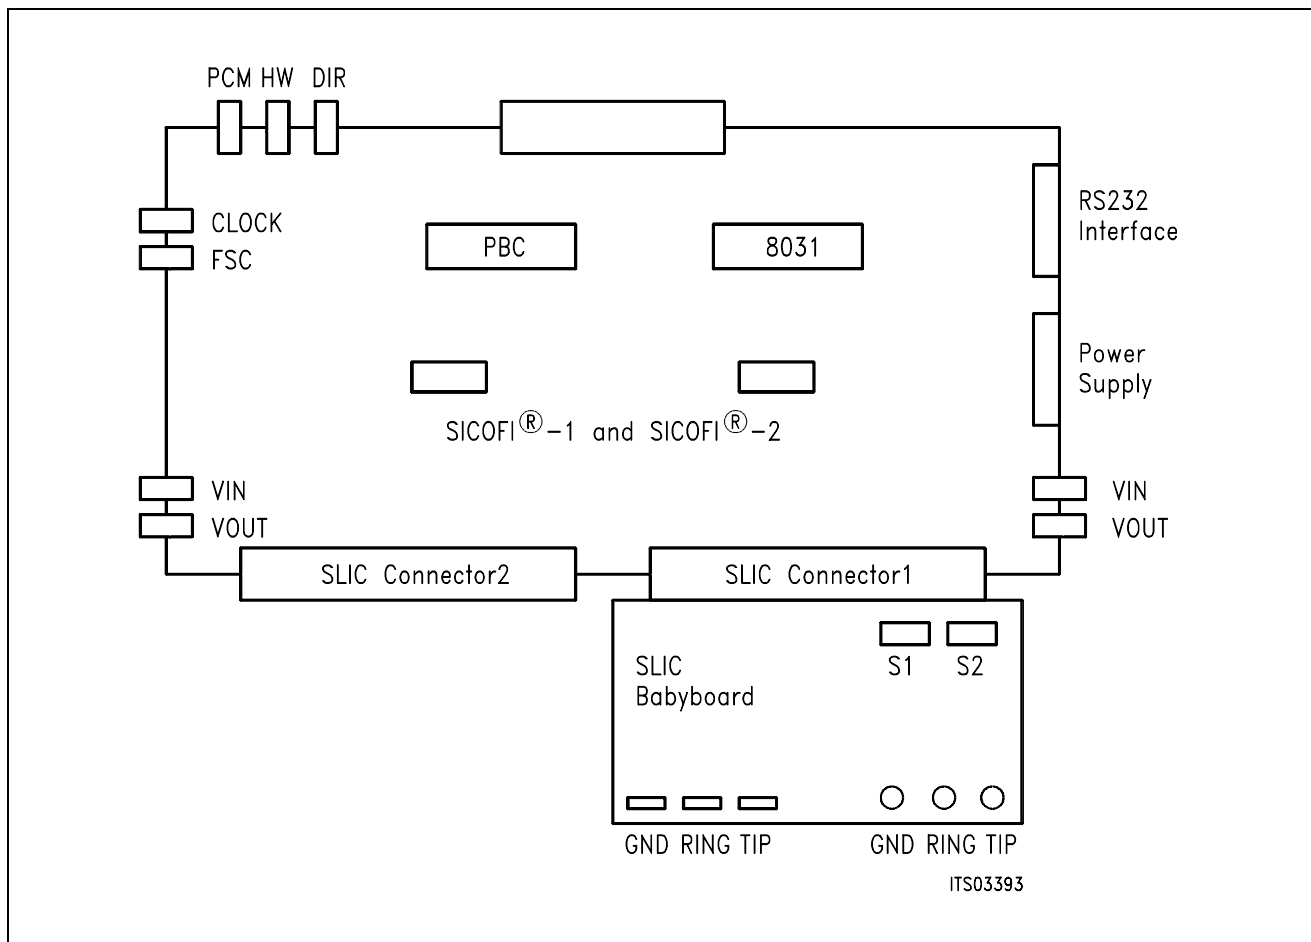 PCM HW DIR
CLOCK
FSC
PBC
8031
RS232
Interface
Power
Supply
SICOFI®-1 and SICOFI®-2
VIN
VOUT
VIN
VOUT
SLIC Connector2
SLIC Connector1
S1 S2
SLIC
Babyboard
GND RING TIP
GND RING TIP
ITS03393